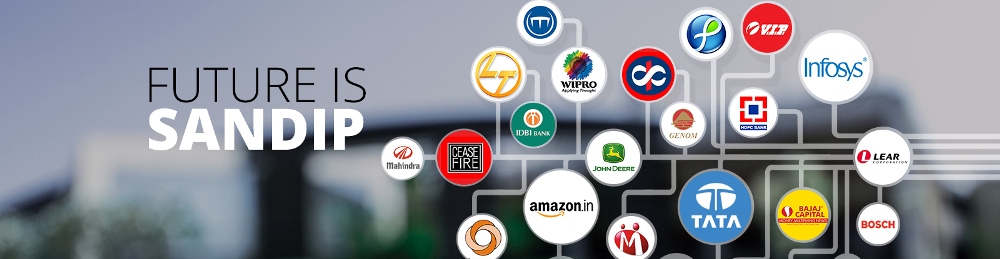 FUTURE IS
SANDIP
LT
WIPRO
Applying Thought
V.I.P.
Infosys®
IDBI BANK
GENOM
HDFC BANK
Mahindra
CEASE
FIRE
JOHN DEERE
LEAR
CORPORATION
amazon.in
TATA
BAJAJ
CAPITAL
BOSCH